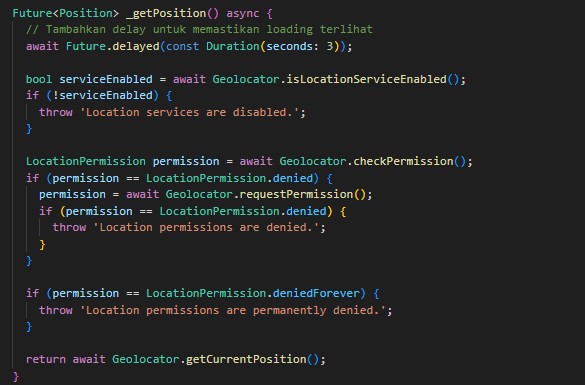 Future<Position> _getPosition() async {
  // Tambahkan delay untuk memastikan loading terlihat
  await Future.delayed(const Duration(seconds: 3));

  bool serviceEnabled = await Geolocator.isLocationServiceEnabled();
  if (!serviceEnabled) {
    throw 'Location services are disabled.';
  }

  LocationPermission permission = await Geolocator.checkPermission();
  if (permission == LocationPermission.denied) {
    permission = await Geolocator.requestPermission();
    if (permission == LocationPermission.denied) {
      throw 'Location permissions are denied.';
    }
  }

  if (permission == LocationPermission.deniedForever) {
    throw 'Location permissions are permanently denied.';
  }

  return await Geolocator.getCurrentPosition();
}